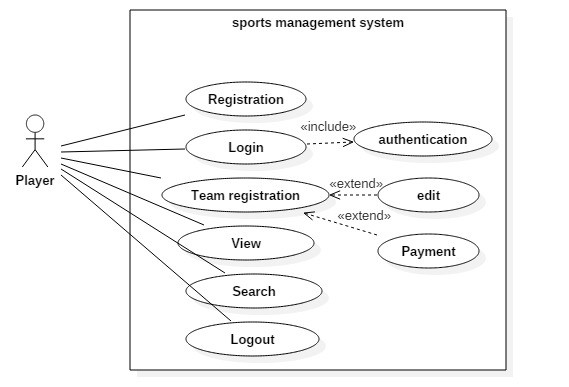 sports management system
Registration
«include»
Login
authentication
Player
«extend»
Team registration
edit
«extend»
View
Payment
Search
Logout